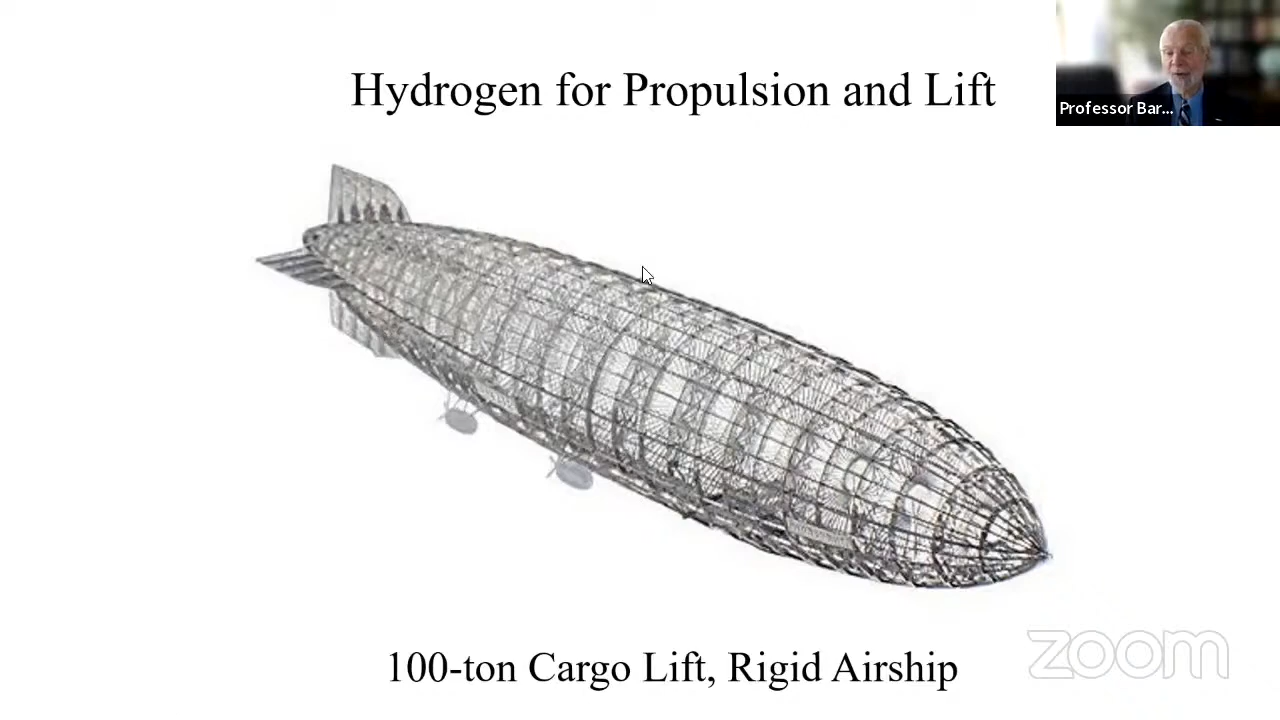 Hydrogen for Propulsion and Lift
Professor Bar...
100-ton Cargo Lift, Rigid Airship
zoom